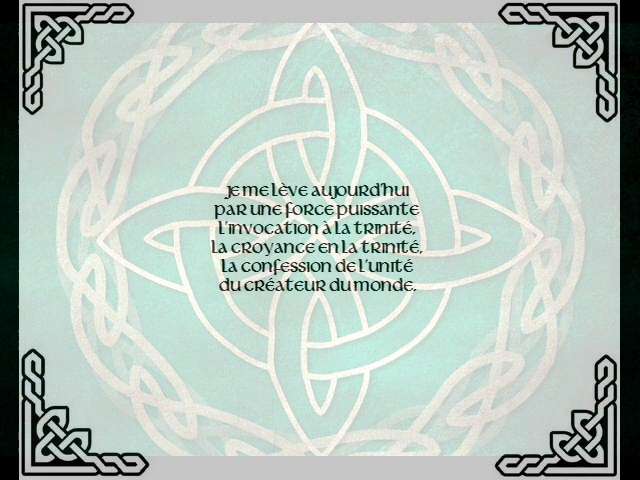 Je me lève aujourd'hui
par une force puissante
l'invocation à la trinité,
la croyance en la trinité,
la confession de l'unité
du créateur du monde.